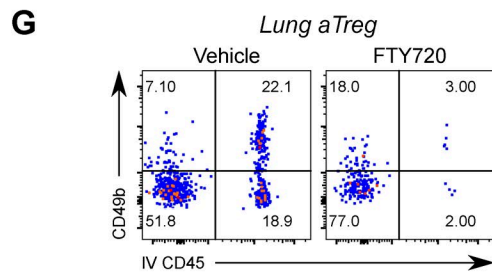 G
Lung aTreg
Vehicle FTY720
7.10 22.1 18.0 3.00
CD49b
51.8 18.9 77.0 2.00
IV CD45